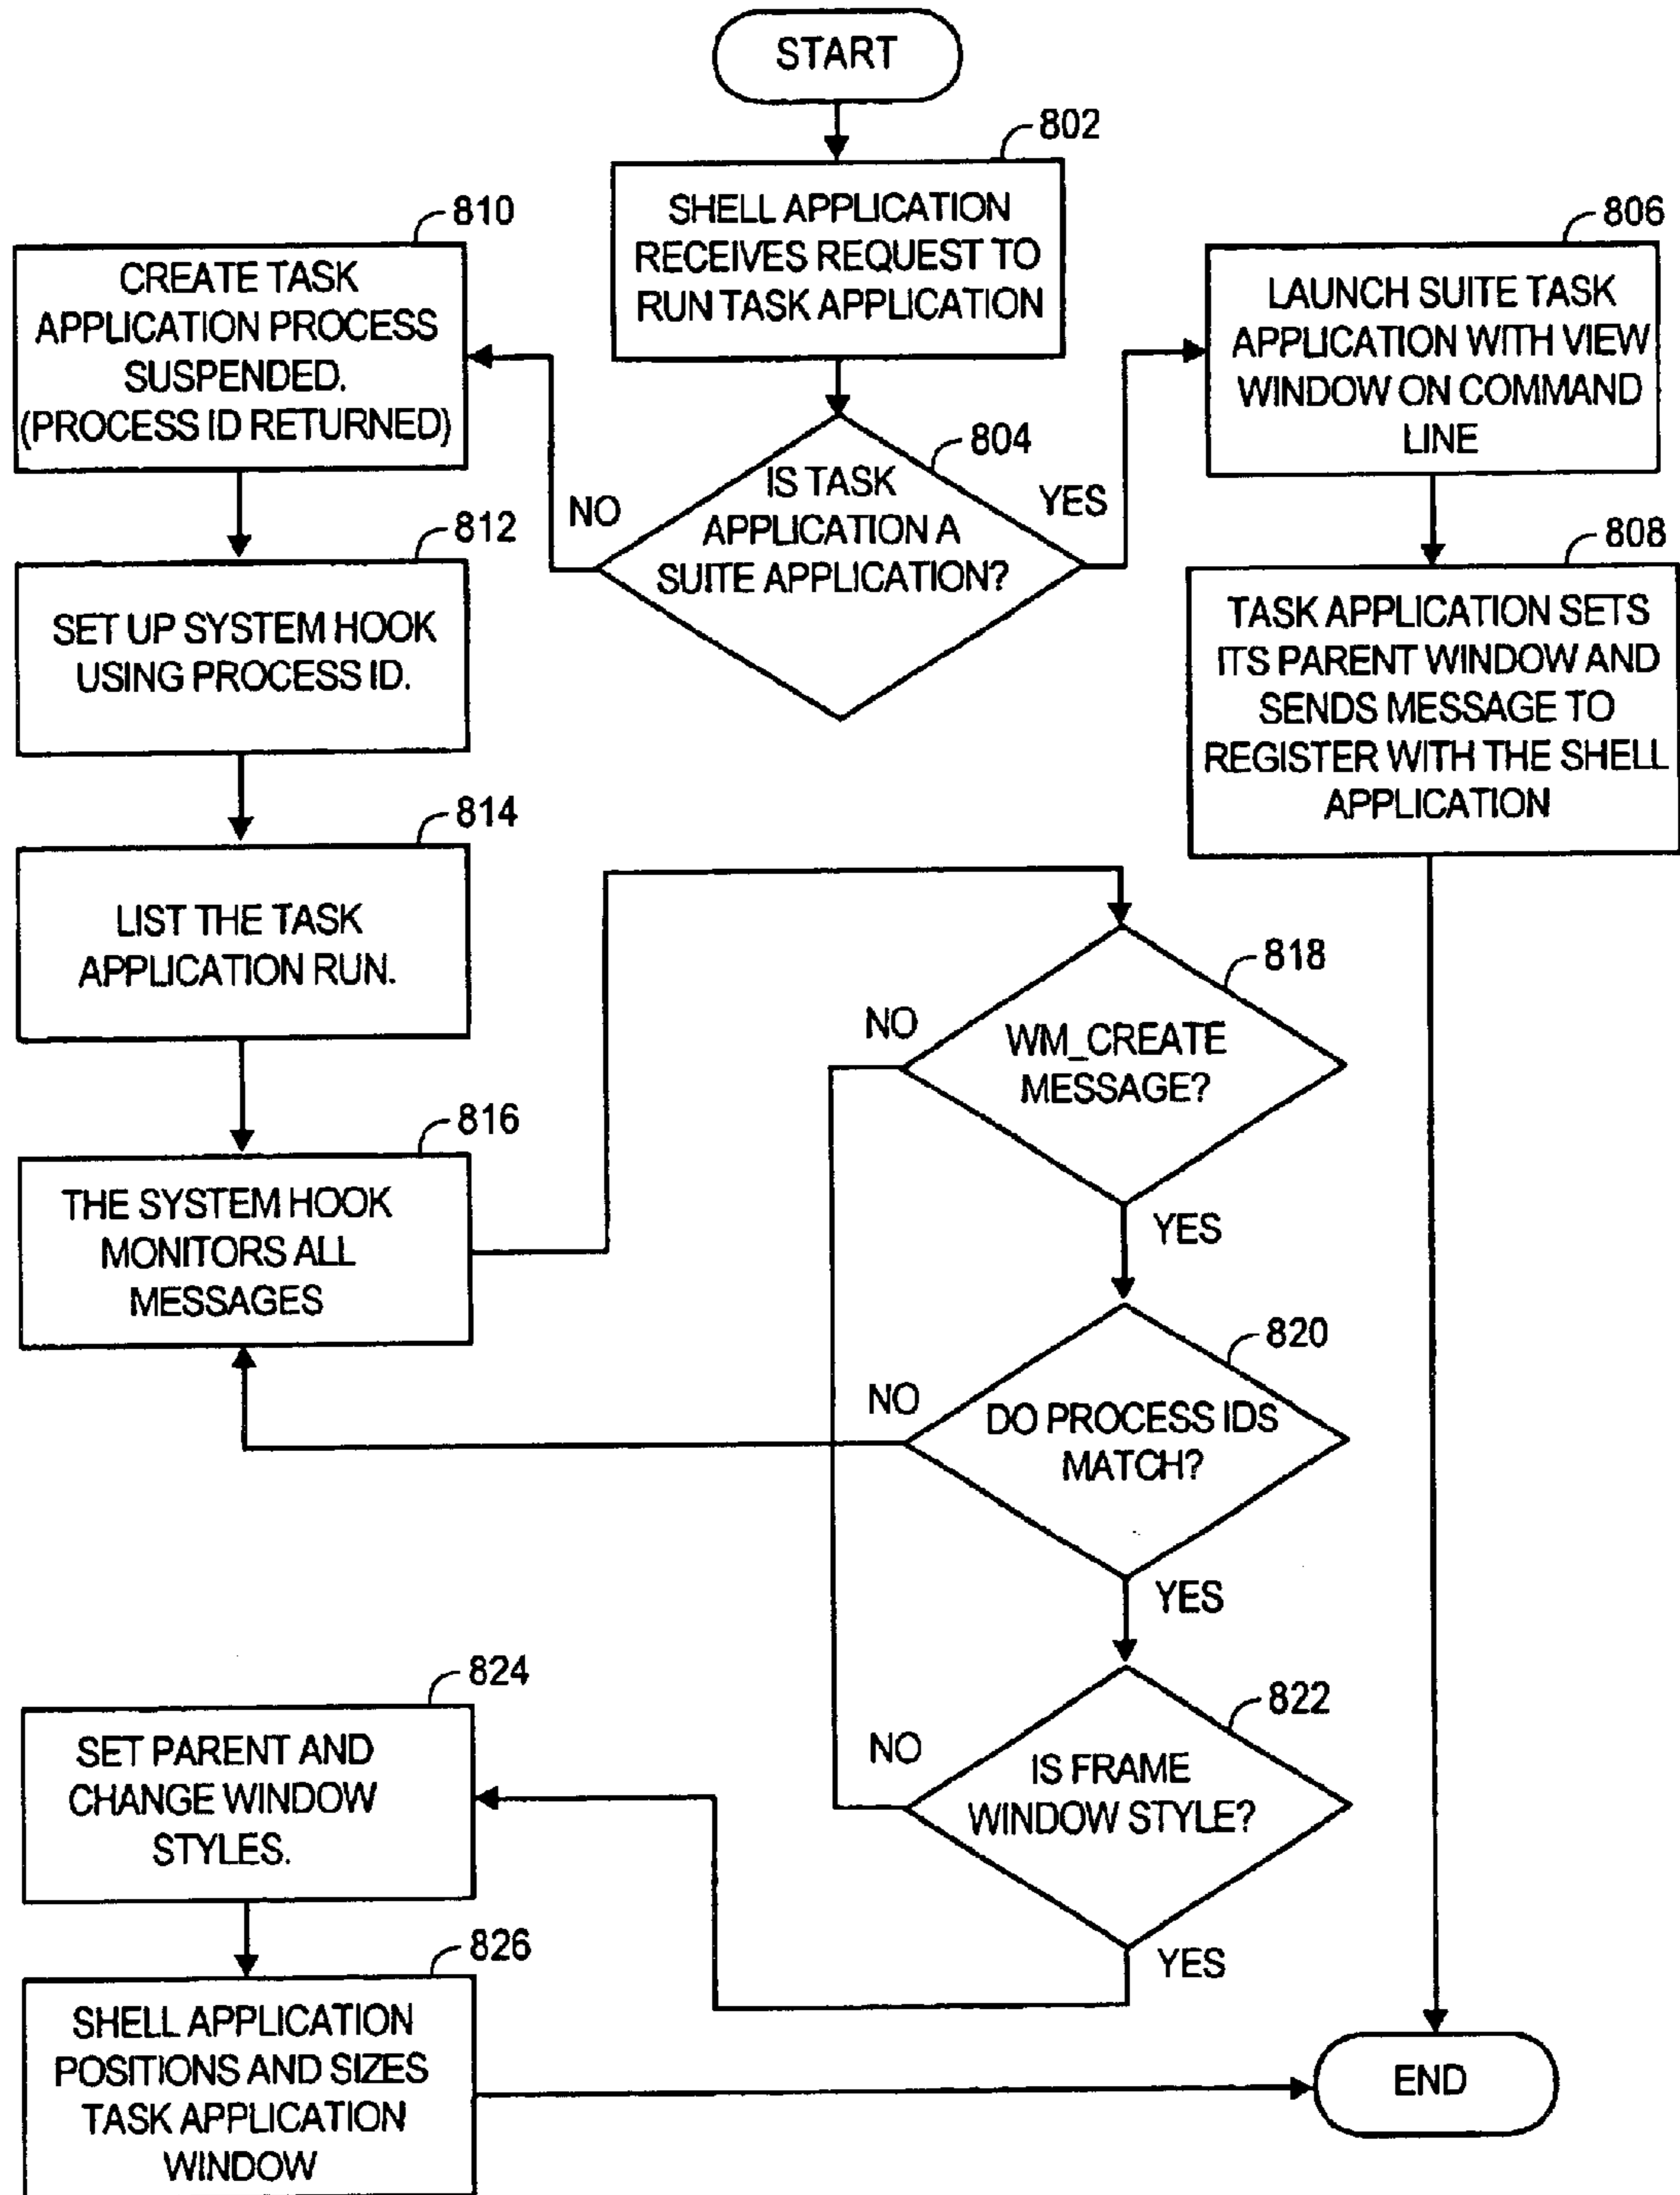 START
802
SHELL APPLICATION
RECEIVES REQUEST TO
RUN TASK APPLICATION
804
IS TASK
APPLICATION A
SUITE APPLICATION?
NO
YES
806
LAUNCH SUITE TASK
APPLICATION WITH VIEW
WINDOW ON COMMAND
LINE
808
TASK APPLICATION SETS
ITS PARENT WINDOW AND
SENDS MESSAGE TO
REGISTER WITH THE SHELL
APPLICATION
810
CREATE TASK
APPLICATION PROCESS
SUSPENDED.
(PROCESS ID RETURNED)
812
SET UP SYSTEM HOOK
USING PROCESS ID.
814
LIST THE TASK
APPLICATION RUN.
816
THE SYSTEM HOOK
MONITORS ALL
MESSAGES
818
WM_CREATE
MESSAGE?
NO
YES
820
DO PROCESS IDS
MATCH?
NO
YES
822
IS FRAME
WINDOW STYLE?
NO
YES
824
SET PARENT AND
CHANGE WINDOW
STYLES.
826
SHELL APPLICATION
POSITIONS AND SIZES
TASK APPLICATION
WINDOW
END